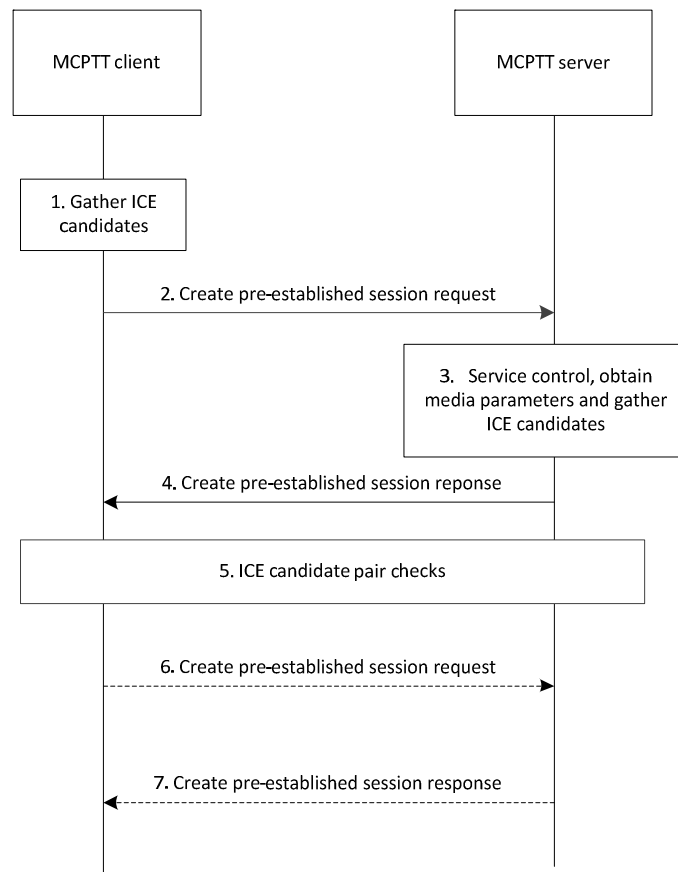 MCPTT client
MCPTT server
1. Gather ICE
candidates
2. Create pre-established session request
3. Service control, obtain
media parameters and gather
ICE candidates
4. Create pre-established session reponse
5. ICE candidate pair checks
6. Create pre-established session request
7. Create pre-established session response